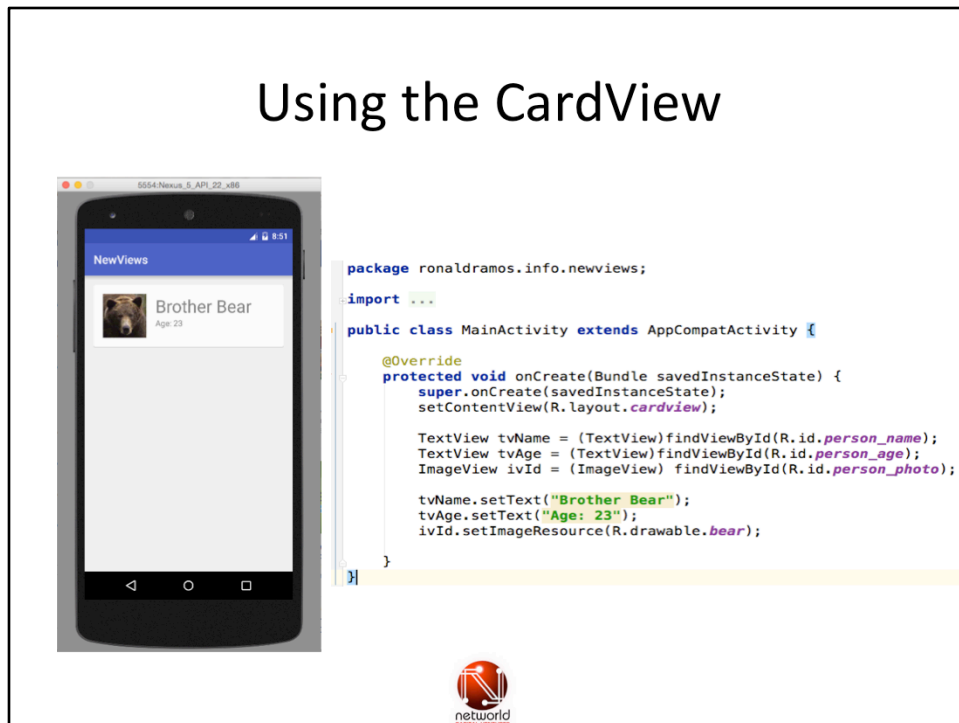 Using the CardView
5554:Nexus_5_API_22_x86
8:51
NewViews
Brother Bear
Age: 23
package ronaldramos.info.newviews;
import ...
public class MainActivity extends AppCompatActivity {
@Override
protected void onCreate(Bundle savedInstanceState) {
super.onCreate(savedInstanceState);
setContentView(R.layout.cardview);
TextView tvName = (TextView)findViewById(R.id.person_name);
TextView tvAge = (TextView)findViewById(R.id.person_age);
ImageView ivId = (ImageView) findViewById(R.id.person_photo);
tvName.setText("Brother Bear");
tvAge.setText("Age: 23");
ivId.setImageResource(R.drawable.bear);
}
}
networld